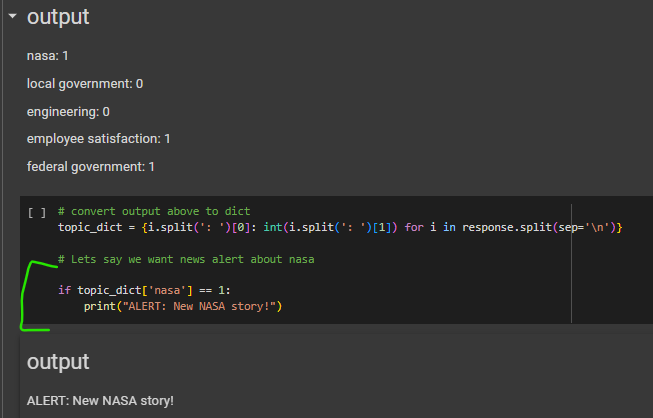 output
nasa: 1
local government: 0
engineering: 0
employee satisfaction: 1
federal government: 1
[ ] # convert output above to dict
topic_dict = {i.split(': ')[0]: int(i.split(': ')[1]) for i in response.split(sep='\n')}
# Lets say we want news alert about nasa
if topic_dict['nasa'] == 1:
print("ALERT: New NASA story!")
output
ALERT: New NASA story!